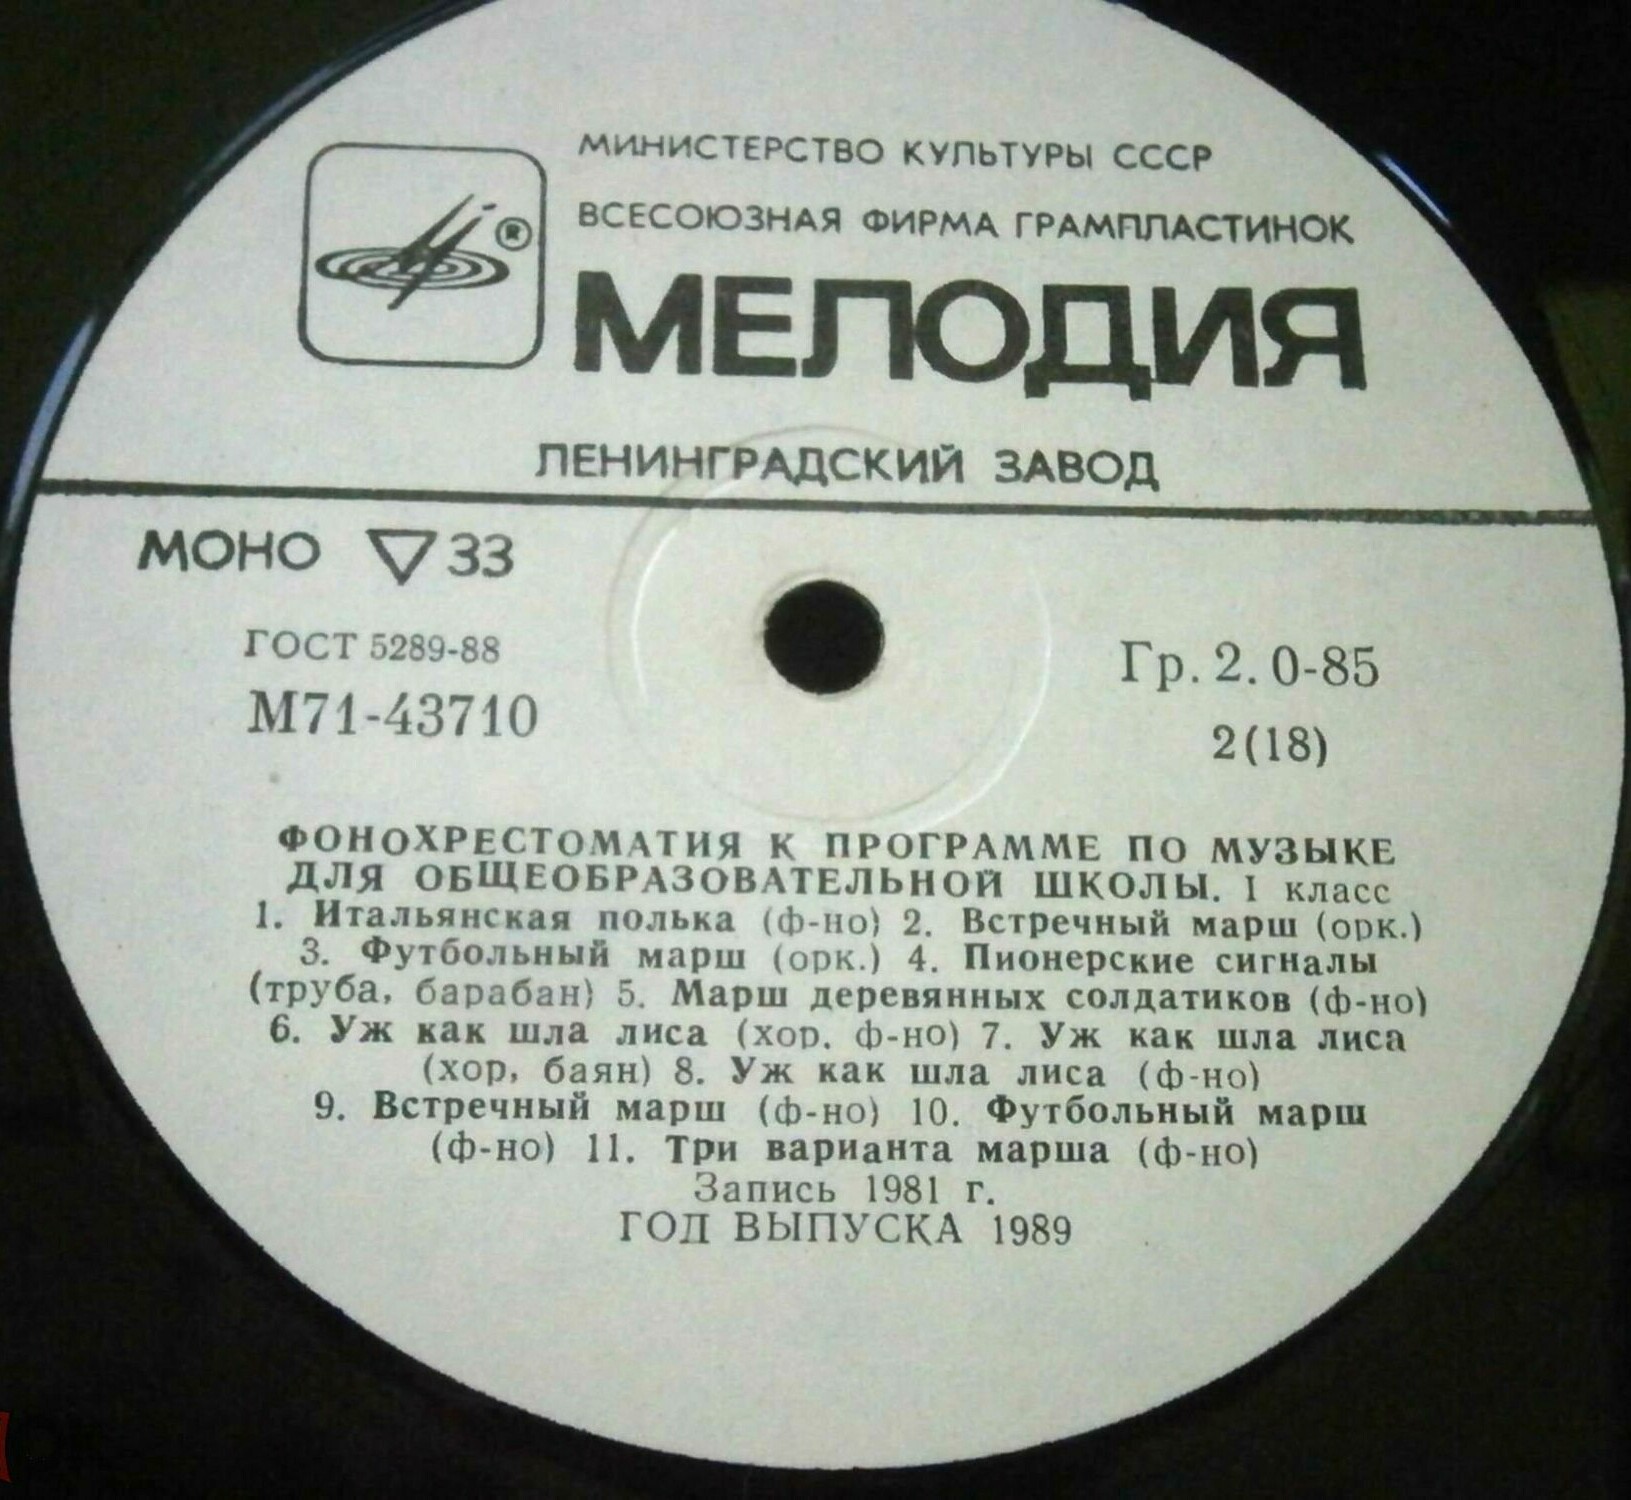 МИНИСТЕРСТВО КУЛЬТУРЫ СССР
ВСЕСОЮЗНАЯ ФИРМА ГРАМПЛАСТИНОК
®
МЕЛОДИЯ
ЛЕНИНГРАДСКИЙ ЗАВОД
МОНО ▽ 33
ГОСТ 5289-88
М71-43710
Гр. 2. 0-85
2(18)
ФОНОХРЕСТОМАТИЯ К ПРОГРАММЕ ПО МУЗЫКЕ
ДЛЯ ОБЩЕОБРАЗОВАТЕЛЬНОЙ ШКОЛЫ. I класс
1. Итальянская полька (ф-но) 2. Встречный марш (орк.)
3. Футбольный марш (орк.) 4. Пионерские сигналы
(труба, барабан) 5. Марш деревянных солдатиков (ф-но)
6. Уж как шла лиса (хор, ф-но) 7. Уж как шла лиса
(хор, баян) 8. Уж как шла лиса (ф-но)
9. Встречный марш (ф-но) 10. Футбольный марш
(ф-но) 11. Три варианта марша (ф-но)
Запись 1981 г.
ГОД ВЫПУСКА 1989